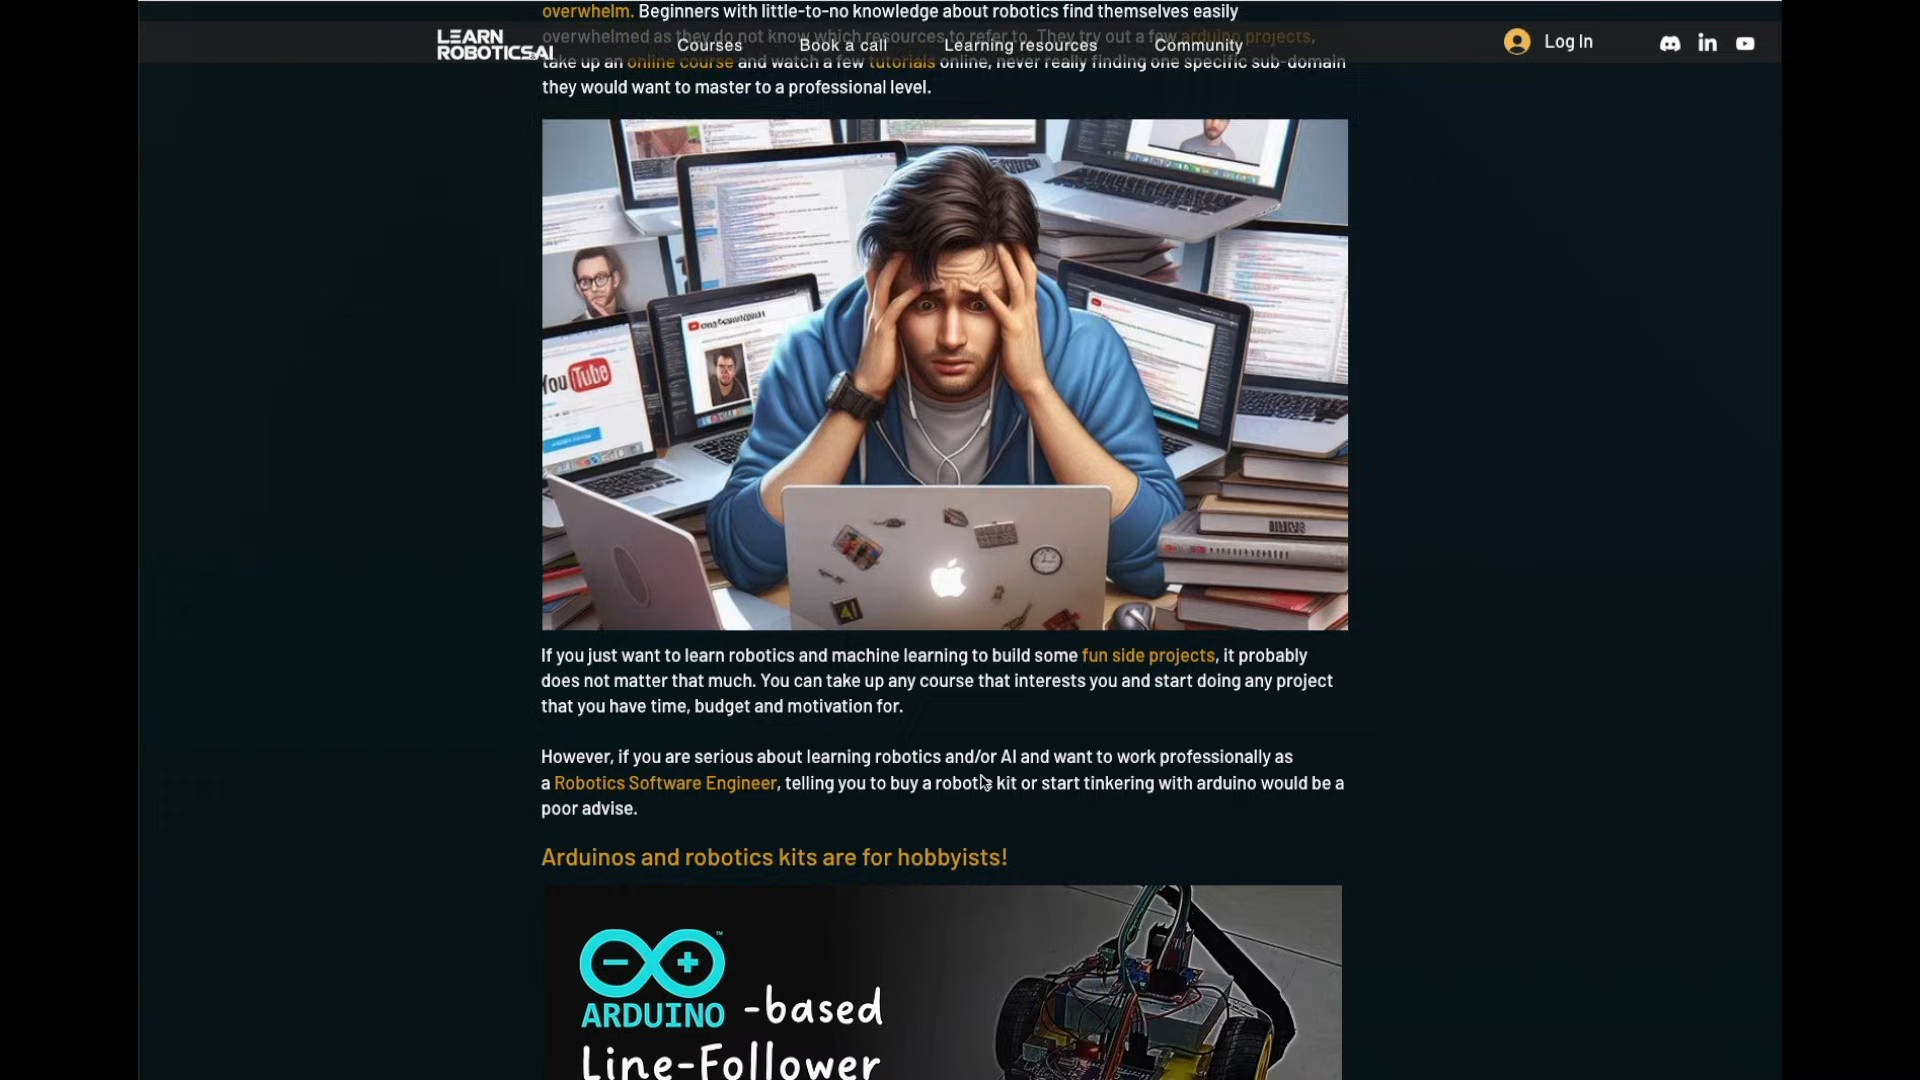 overwhelm. Beginners with little-to-no knowledge about robotics find themselves easily
overwhelmed as they do not know which resources to refer to. They try out a few arduino projects,
LEARN
ROBOTICSAI
Courses
Book a call
Learning resources
Community
Log In
take up an online course and watch a few tutorials online, never really finding one specific sub-domain
they would want to master to a professional level.
You Tube
AI
If you just want to learn robotics and machine learning to build some fun side projects, it probably
does not matter that much. You can take up any course that interests you and start doing any project
that you have time, budget and motivation for.
However, if you are serious about learning robotics and/or AI and want to work professionally as
a Robotics Software Engineer, telling you to buy a robotic kit or start tinkering with arduino would be a
poor advise.
Arduinos and robotics kits are for hobbyists!
ARDUINO
-based
Line-Follower